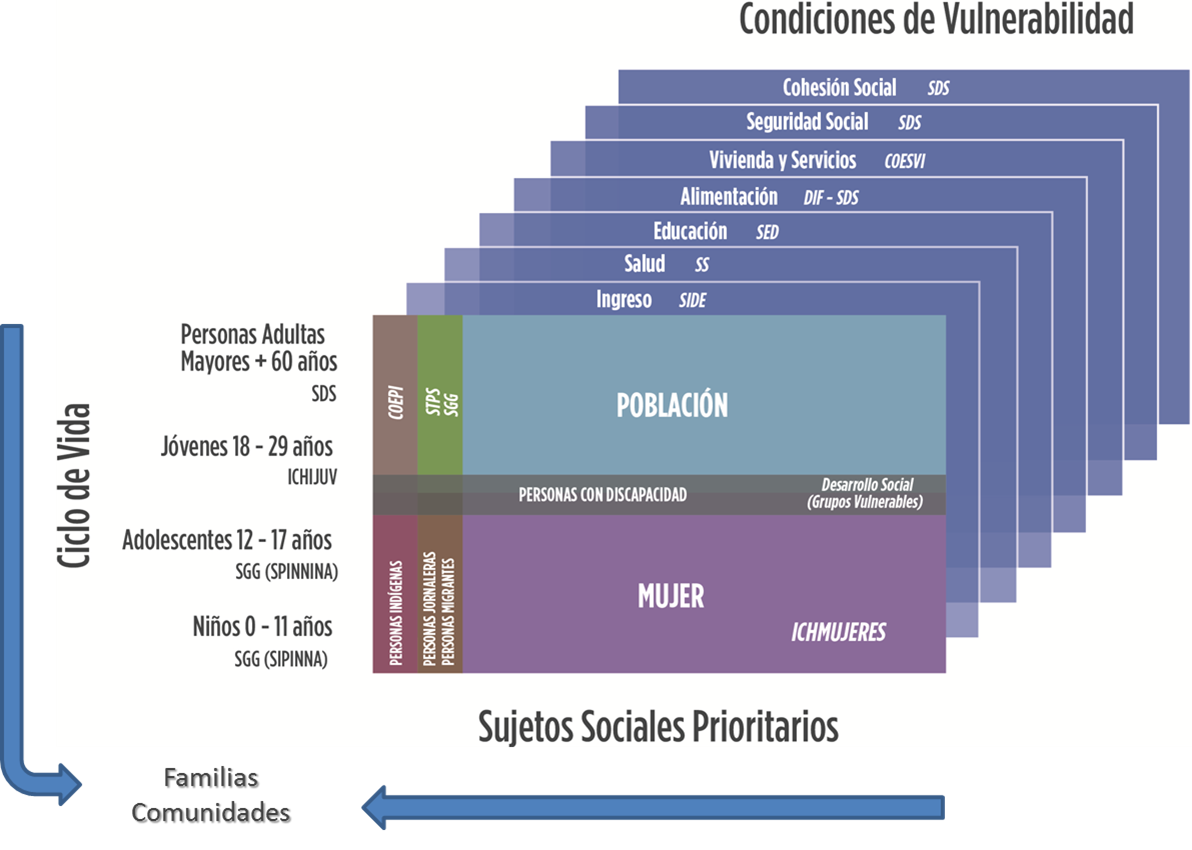 Condiciones de Vulnerabilidad
Cohesión Social SDS
Seguridad Social SDS
Vivienda y Servicios COESVI
Alimentación DIF - SDS
Educación SED
Salud SS
Ingreso SIDE
Ciclo de Vida
Personas Adultas
Mayores + 60 años
SDS
Jóvenes 18 - 29 años
ICHIJUV
Adolescentes 12 - 17 años
SGG (SPINNINA)
Niños 0 - 11 años
SGG (SIPINNA)
COEPI
STPS
SGG
POBLACIÓN
PERSONAS CON DISCAPACIDAD
Desarrollo Social
(Grupos Vulnerables)
PERSONAS INDÍGENAS
PERSONAS JORNALERAS
PERSONAS MIGRANTES
MUJER
ICHMUJERES
Sujetos Sociales Prioritarios
Familias
Comunidades